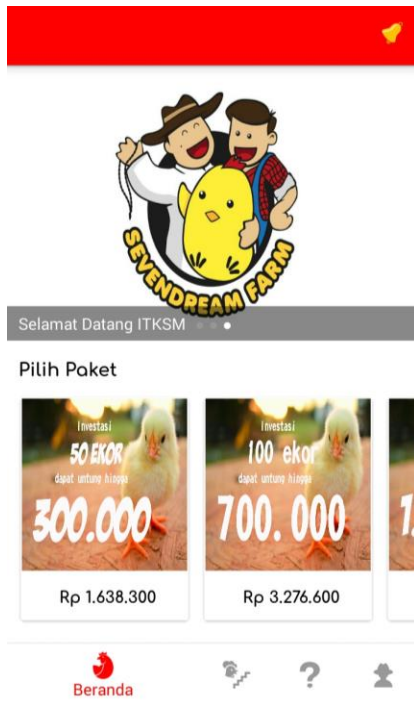 SEVENDREAM FARM
Selamat Datang ITKSM
Pilih Paket
Investasi
50 EKOR
dapat untung hingga
300.000
Rp 1.638.300
Investasi
100 ekor
dapat untung hingga
700.000
Rp 3.276.600
?
Beranda